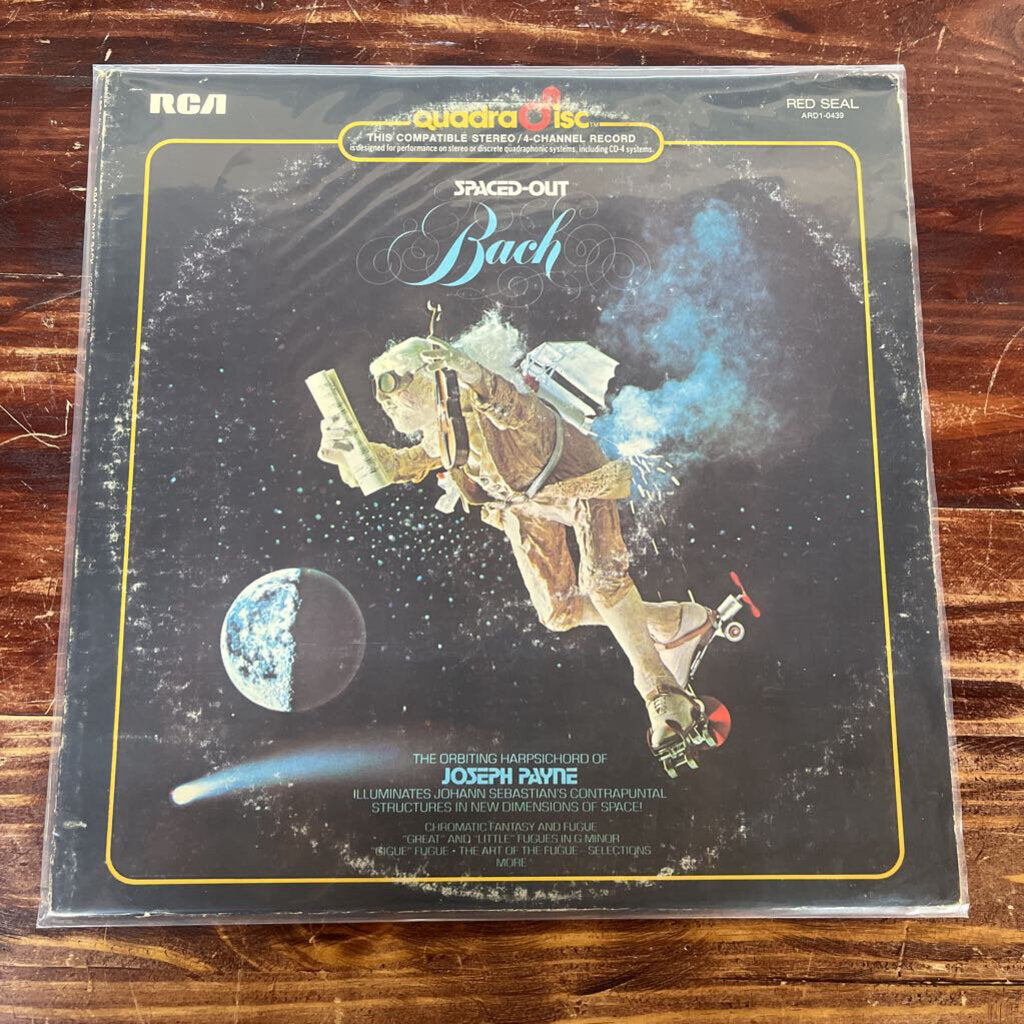 RCA
quadradisc™
RED SEAL
ARD1-0439
THIS COMPATIBLE STEREO/4-CHANNEL RECORD
is designed for performance on stereo or discrete quadraphonic systems, including CD-4 systems.
SPACED-OUT
Bach
THE ORBITING HARPSICHORD OF
JOSEPH PAYNE
ILLUMINATES JOHANN SEBASTIAN'S CONTRAPUNTAL
STRUCTURES IN NEW DIMENSIONS OF SPACE!
CHROMATIC FANTASY AND FUGUE
"GREAT" AND "LITTLE" FUGUES IN G MINOR
"GIGUE" FUGUE • THE ART OF THE FUGUE - SELECTIONS
MORE